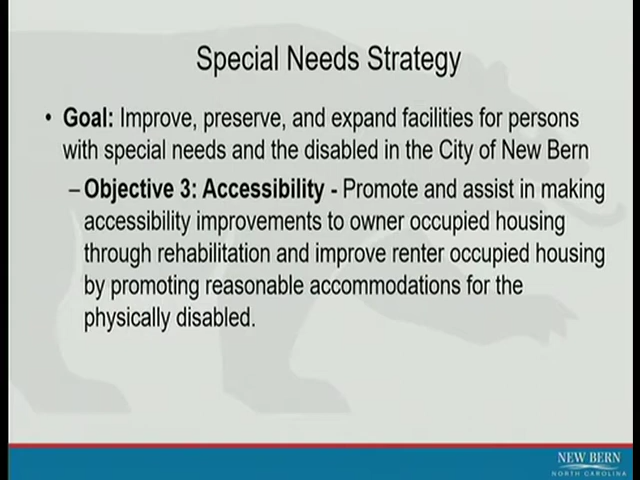 Special Needs Strategy
• Goal: Improve, preserve, and expand facilities for persons
with special needs and the disabled in the City of New Bern
– Objective 3: Accessibility - Promote and assist in making
accessibility improvements to owner occupied housing
through rehabilitation and improve renter occupied housing
by promoting reasonable accommodations for the
physically disabled.
NEW BERN
NORTH CAROLINA